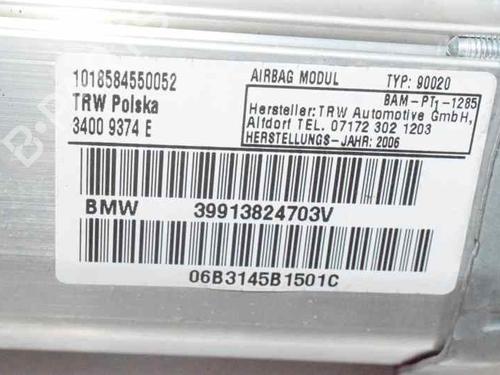 1018584550052
TRW Polska
3400 9374 E
AIRBAG MODUL TYP: 90020
BAM-PT1-1285
Hersteller: TRW Automotive GmbH,
Alfdorf TEL. 07172 302 1203
HERSTELLUNGS-JAHR: 2006
BMW 39913824703V
06B3145B1501C